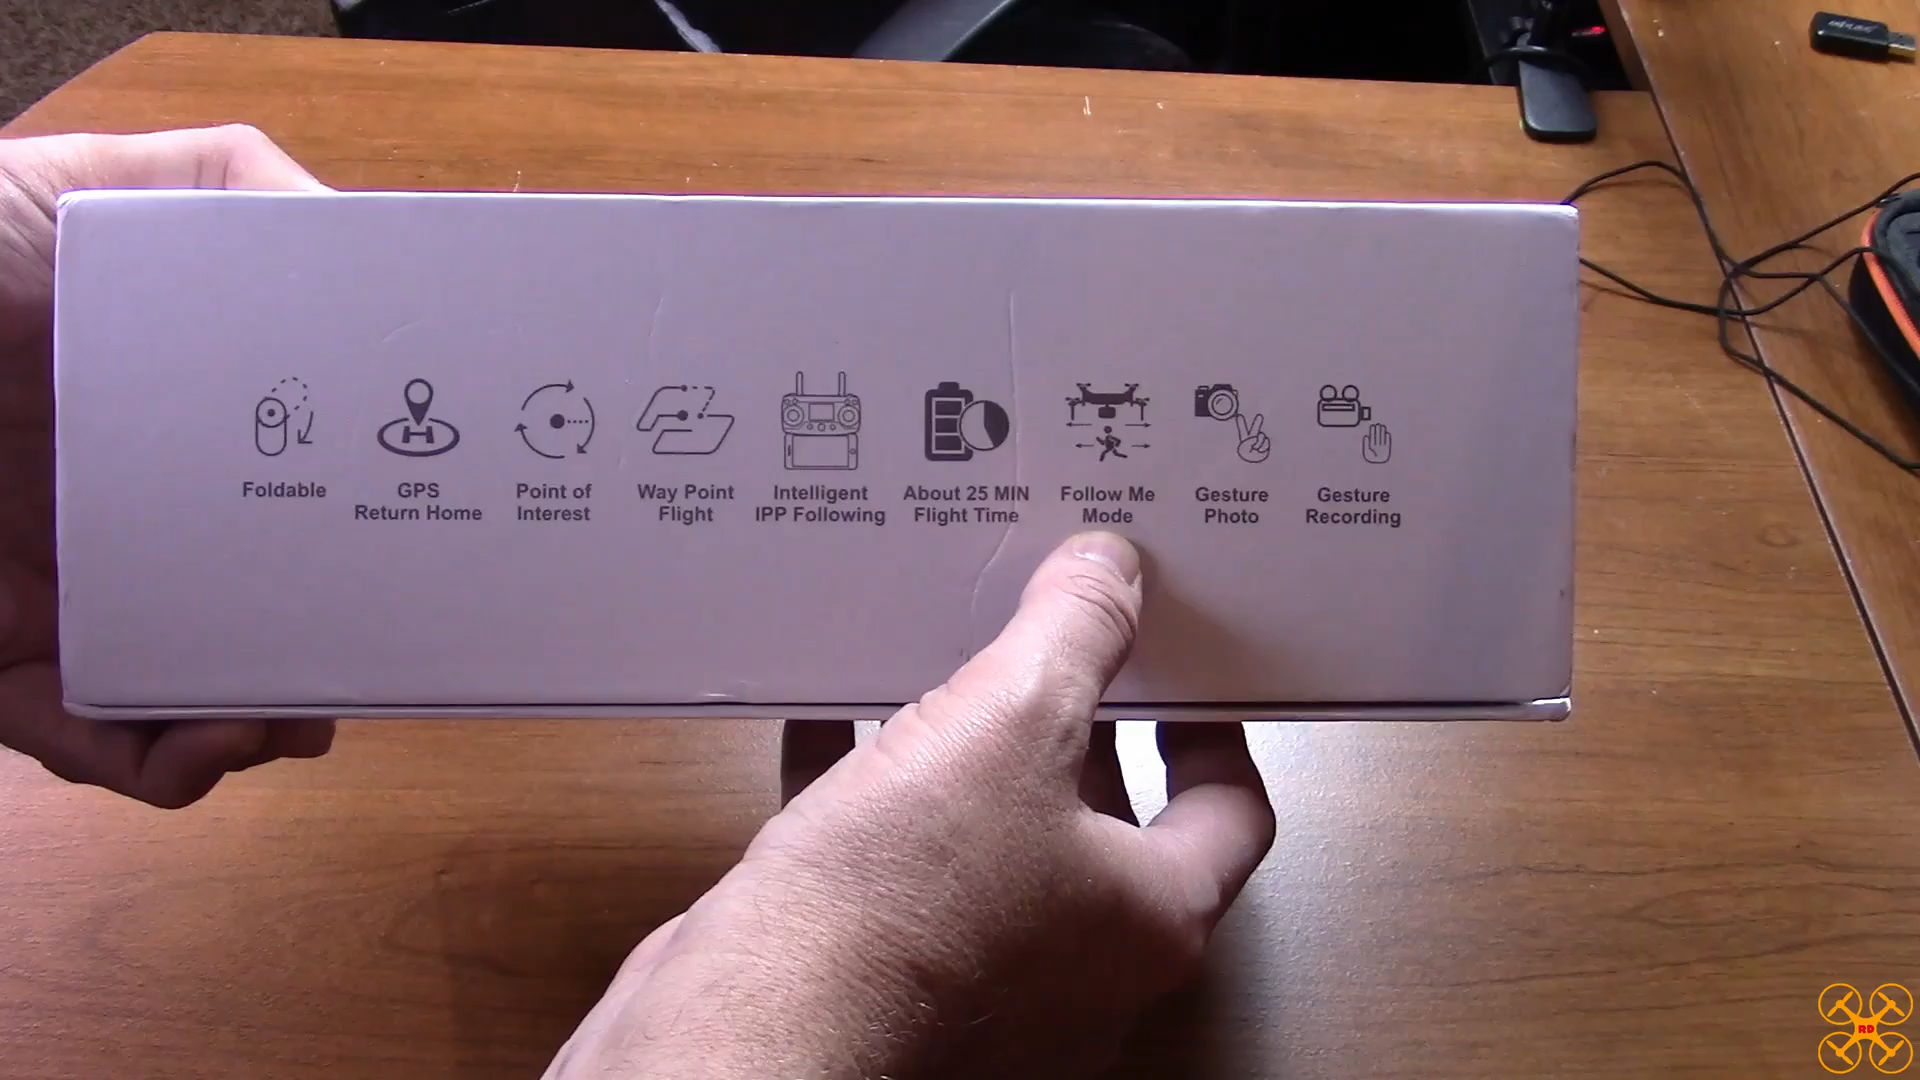 Foldable
GPS
Return Home
Point of
Interest
Way Point
Flight
Intelligent
IPP Following
About 25 MIN
Flight Time
Follow Me
Mode
Gesture
Photo
Gesture
Recording
H
RD